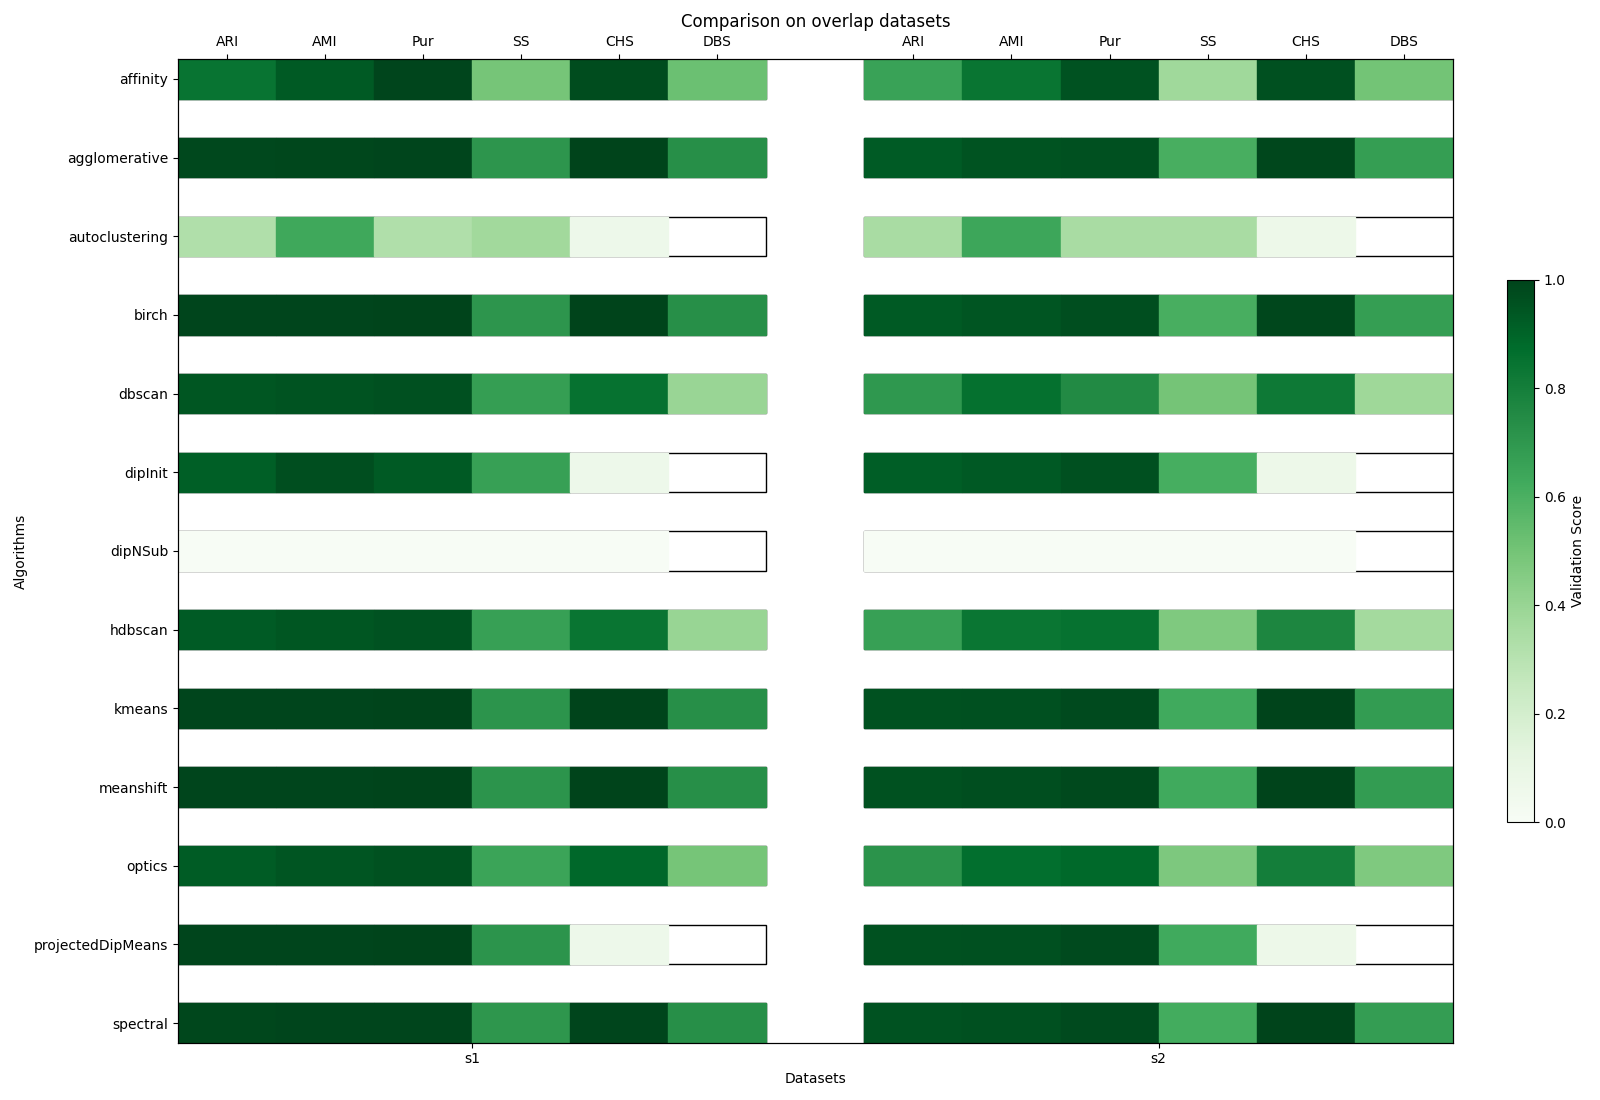 Comparison on overlap datasets
ARI AMI Pur SS CHS DBS ARI AMI Pur SS CHS DBS
affinity
agglomerative
autoclustering
birch
dbscan
dipInit
dipNSub
hdbscan
kmeans
meanshift
optics
projectedDipMeans
spectral
Algorithms
s1 s2
Datasets
1.0
0.8
0.6
0.4
0.2
0.0
Validation Score